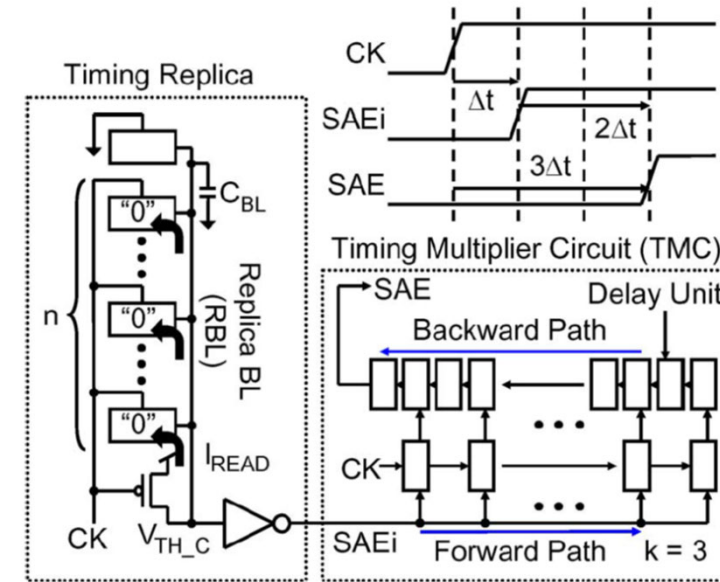 CK
Δt
SAEi
2Δt
3Δt
SAE
Timing Replica
C_BL
"0"
"0"
"0"
n
Replica BL
(RBL)
I_READ
CK
V_TH_C
Timing Multiplier Circuit (TMC)
SAE
Delay Unit
Backward Path
CK
SAEi
Forward Path
k = 3